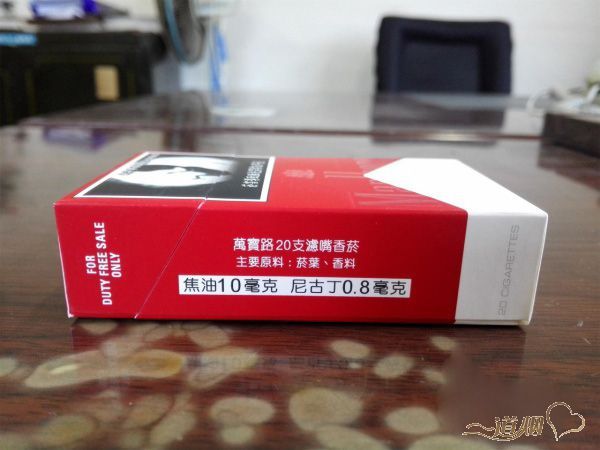 FOR
DUTY FREE SALE
ONLY
萬寶路20支濾嘴香菸
主要原料：菸葉、香料
焦油10毫克 尼古丁0.8毫克
20 CIGARETTES